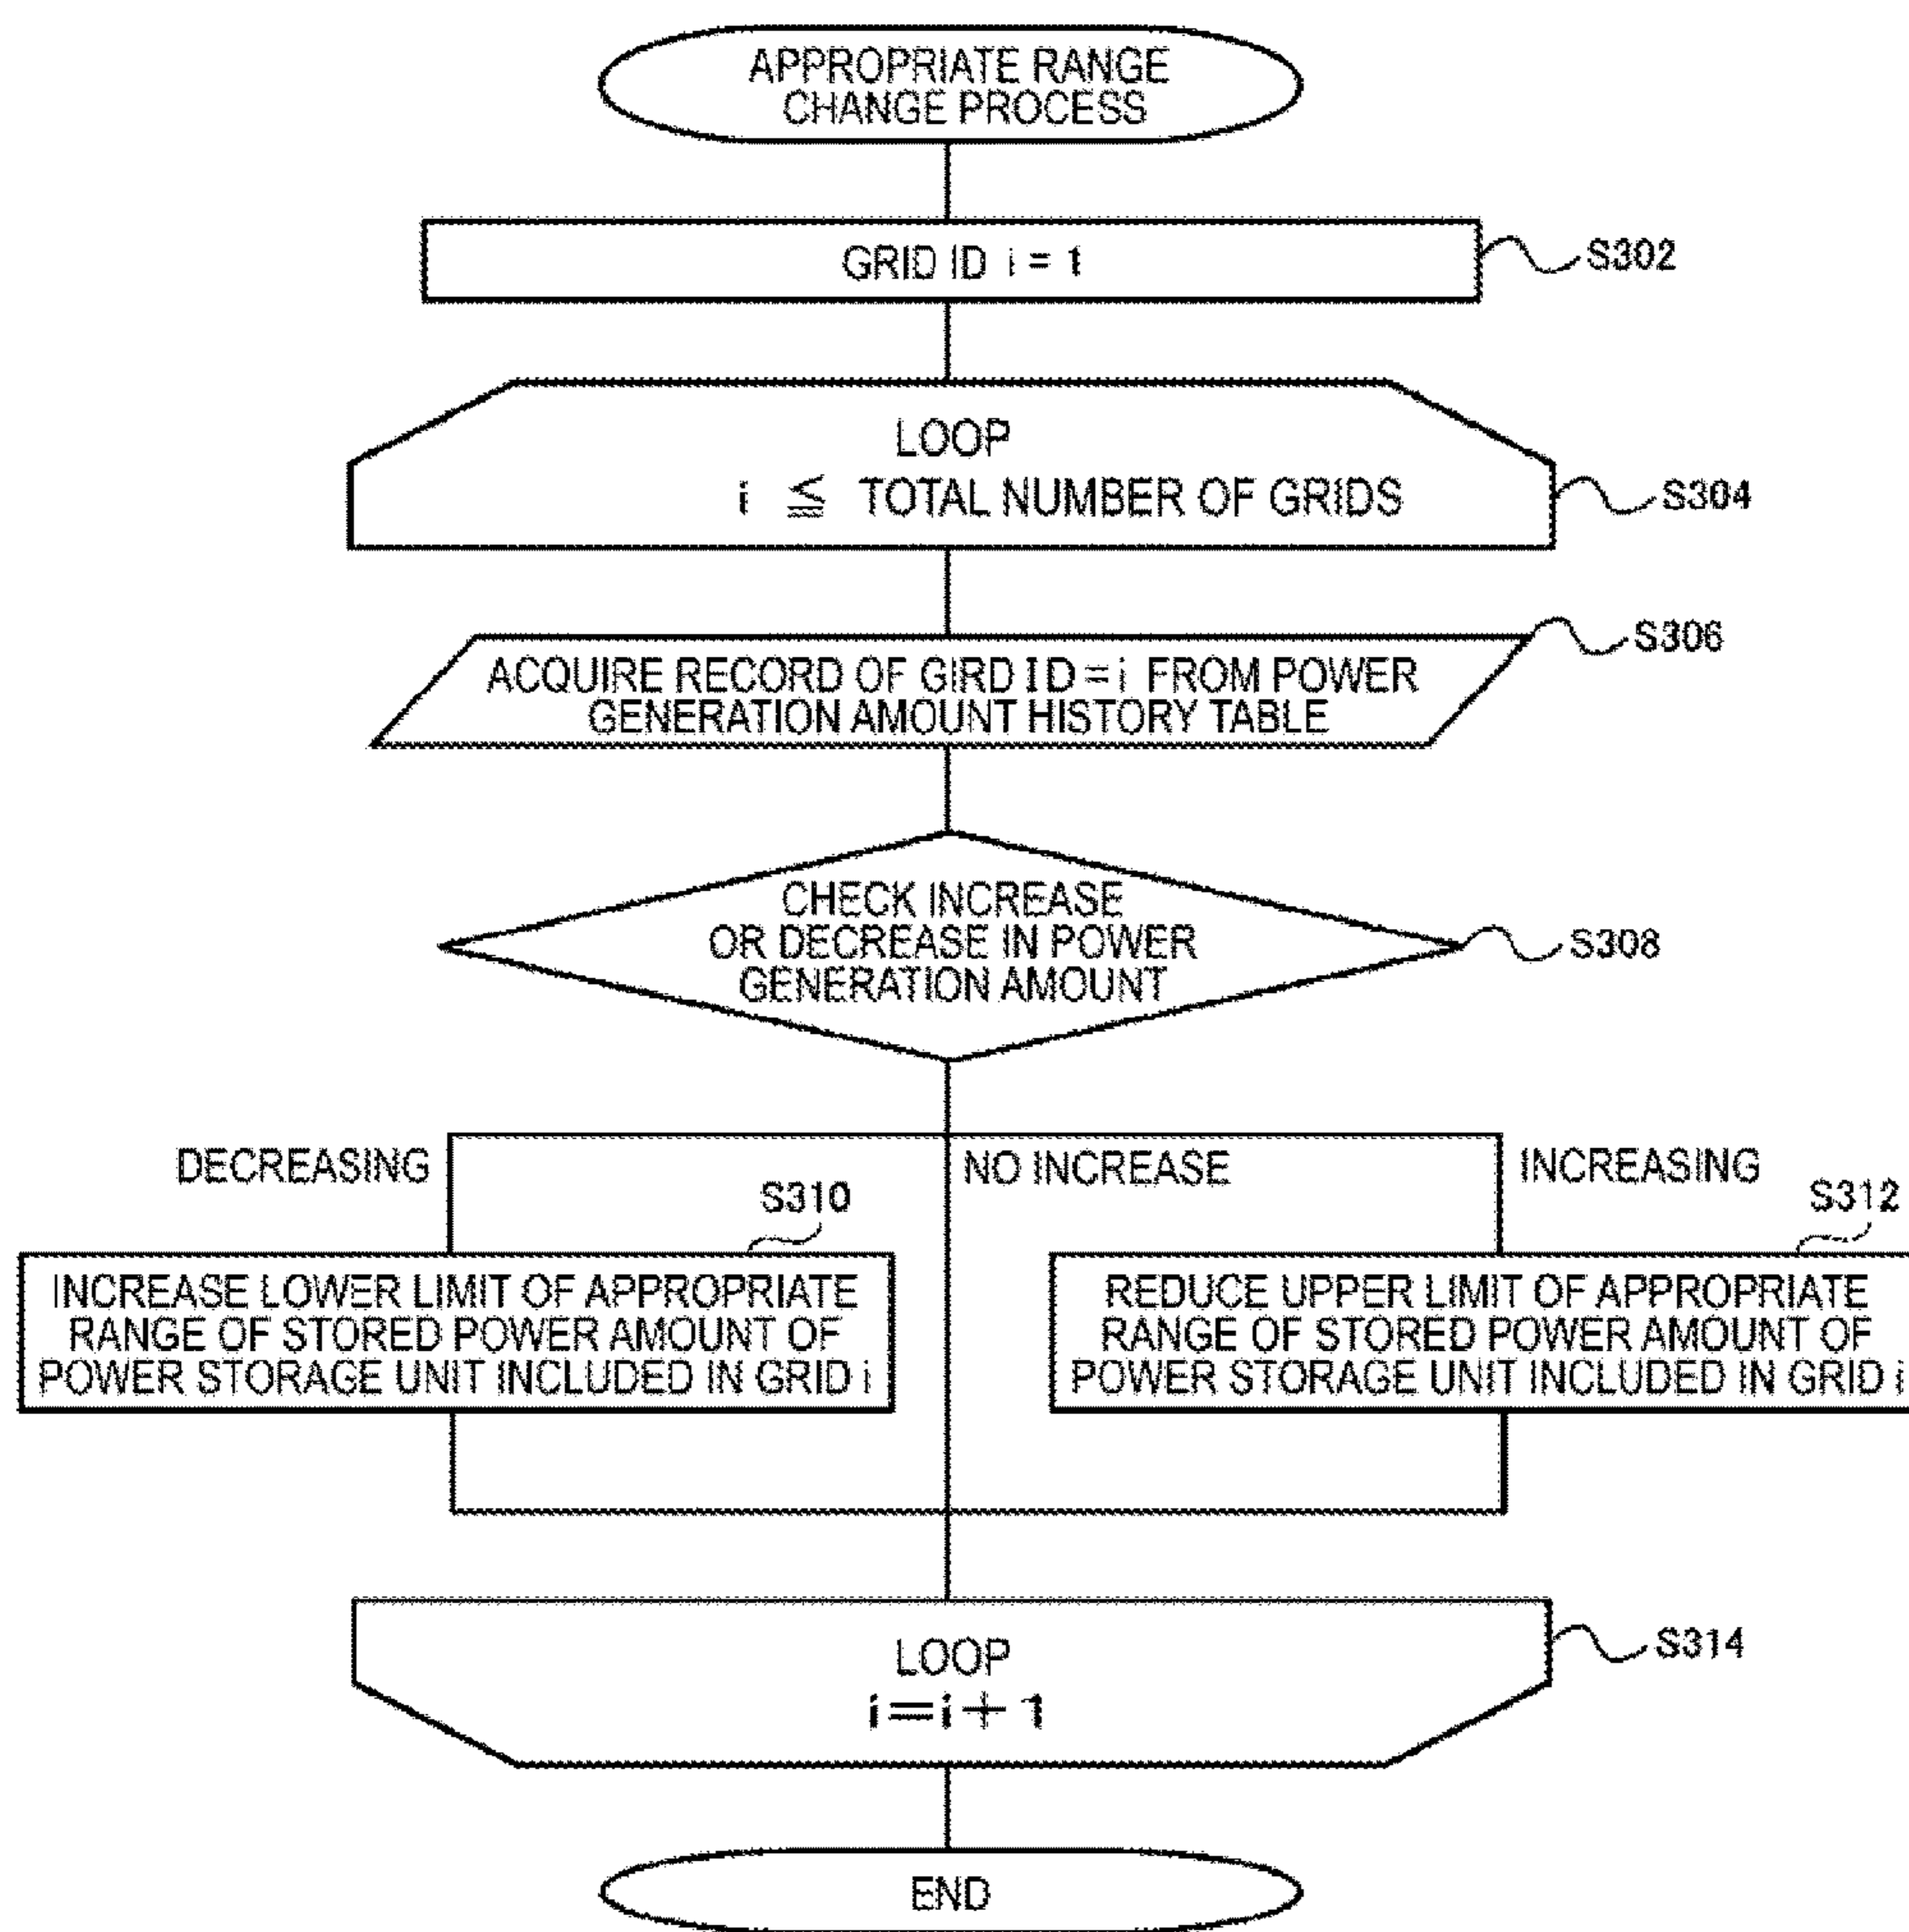 APPROPRIATE RANGE
CHANGE PROCESS
GRID ID i = 1
S302
LOOP
i ≦ TOTAL NUMBER OF GRIDS
S304
S306
ACQUIRE RECORD OF GIRD ID = i FROM POWER
GENERATION AMOUNT HISTORY TABLE
CHECK INCREASE
OR DECREASE IN POWER
GENERATION AMOUNT
S308
DECREASING
NO INCREASE
INCREASING
S310
S312
INCREASE LOWER LIMIT OF APPROPRIATE
RANGE OF STORED POWER AMOUNT OF
POWER STORAGE UNIT INCLUDED IN GRID i
REDUCE UPPER LIMIT OF APPROPRIATE
RANGE OF STORED POWER AMOUNT OF
POWER STORAGE UNIT INCLUDED IN GRID i
LOOP
i=i+1
S314
END